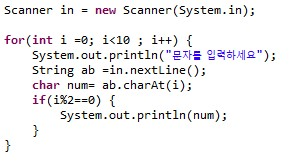 Scanner in = new Scanner(System.in);
for(int i =0; i<10 ; i++) {
System.out.println("문자를 입력하세요");
String ab =in.nextLine();
char num= ab.charAt(i);
if(i%2==0) {
System.out.println(num);
}
}